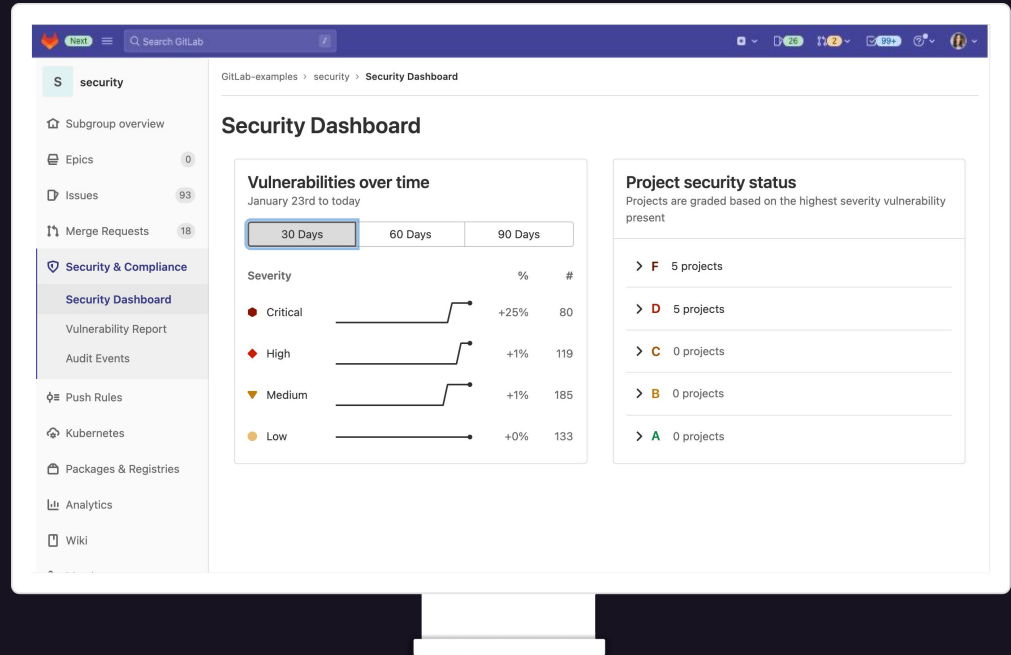 Next
Search GitLab
/
26
2
99+
S security
Subgroup overview
Epics 0
Issues 93
Merge Requests 18
Security & Compliance
Security Dashboard
Vulnerability Report
Audit Events
Push Rules
Kubernetes
Packages & Registries
Analytics
Wiki
GitLab-examples > security > Security Dashboard
Security Dashboard
Vulnerabilities over time
January 23rd to today
30 Days 60 Days 90 Days
Severity % #
Critical +25% 80
High +1% 119
Medium +1% 185
Low +0% 133
Project security status
Projects are graded based on the highest severity vulnerability
present
F 5 projects
D 5 projects
C 0 projects
B 0 projects
A 0 projects